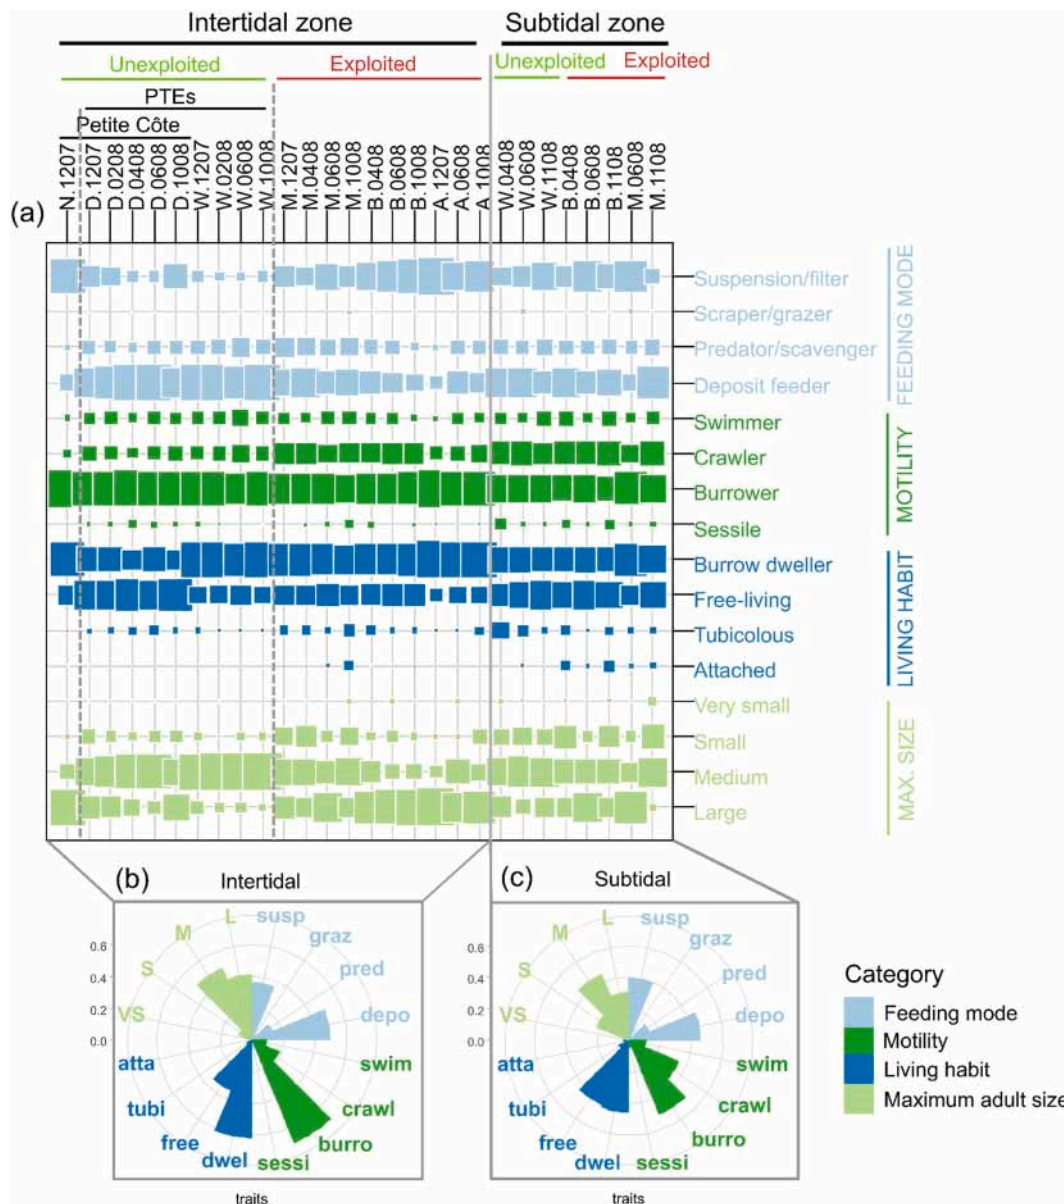 Intertidal zone
Subtidal zone
Unexploited
Exploited
Unexploited
Exploited
PTEs
Petite Côte
N.1207
D.1207
D.0208
D.0408
D.0608
D.1008
W.1207
W.0208
W.0608
W.1008
M.1207
M.0408
M.0608
M.1008
B.0408
B.0608
B.1008
A.1207
A.0608
A.1008
W.0408
W.0608
W.1108
B.0408
B.0608
B.1108
M.0608
M.1108
(a)
Suspension/filter
Scraper/grazer
Predator/scavenger
Deposit feeder
FEEDING MODE
Swimmer
Crawler
Burrower
Sessile
MOTILITY
Burrow dweller
Free-living
Tubicolous
Attached
LIVING HABIT
Very small
Small
Medium
Large
MAX. SIZE
(b)
Intertidal
0.6
0.4
0.2
0.0
L
susp
M
graz
S
pred
VS
depo
atta
swim
tubi
crawl
free
burro
dwel
sessi
traits
(c)
Subtidal
0.6
0.4
0.2
0.0
L
susp
M
graz
S
pred
VS
depo
atta
swim
tubi
crawl
free
burro
dwel
sessi
traits
Category
Feeding mode
Motility
Living habit
Maximum adult size